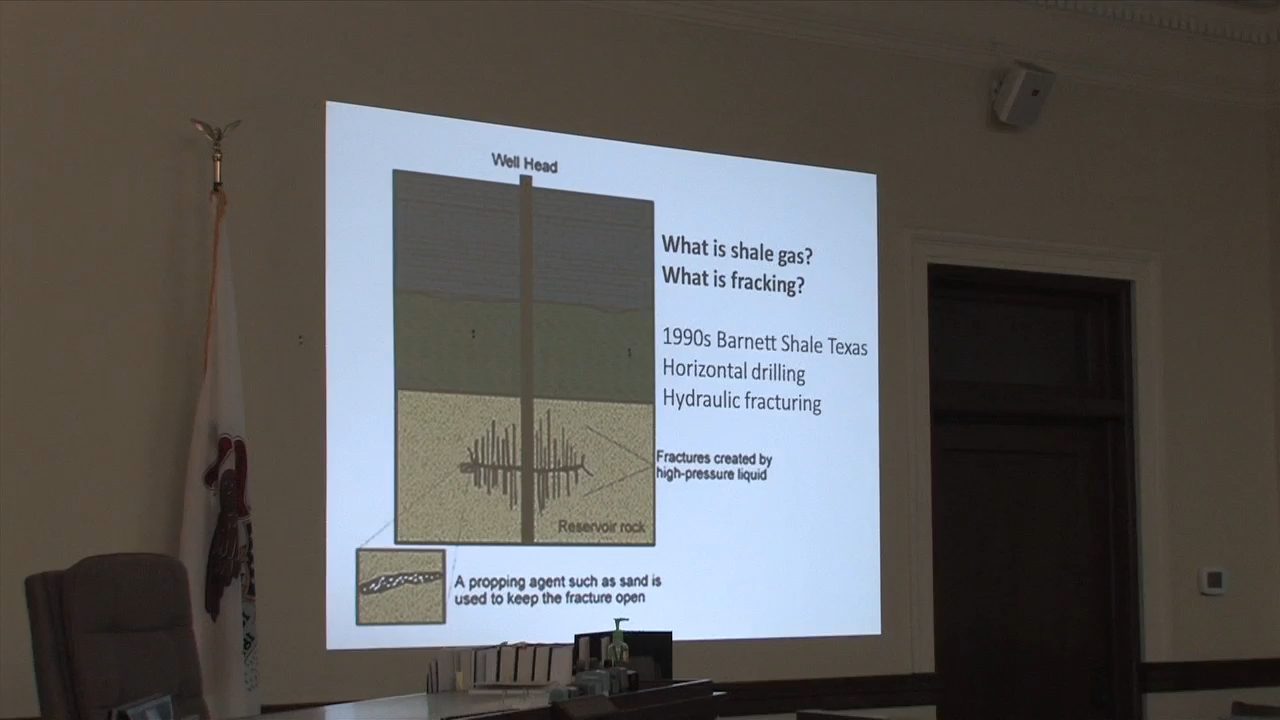 Well Head
What is shale gas?
What is fracking?
1990s Barnett Shale Texas
Horizontal drilling
Hydraulic fracturing
Fractures created by
high-pressure liquid
Reservoir rock
A propping agent such as sand is
used to keep the fracture open